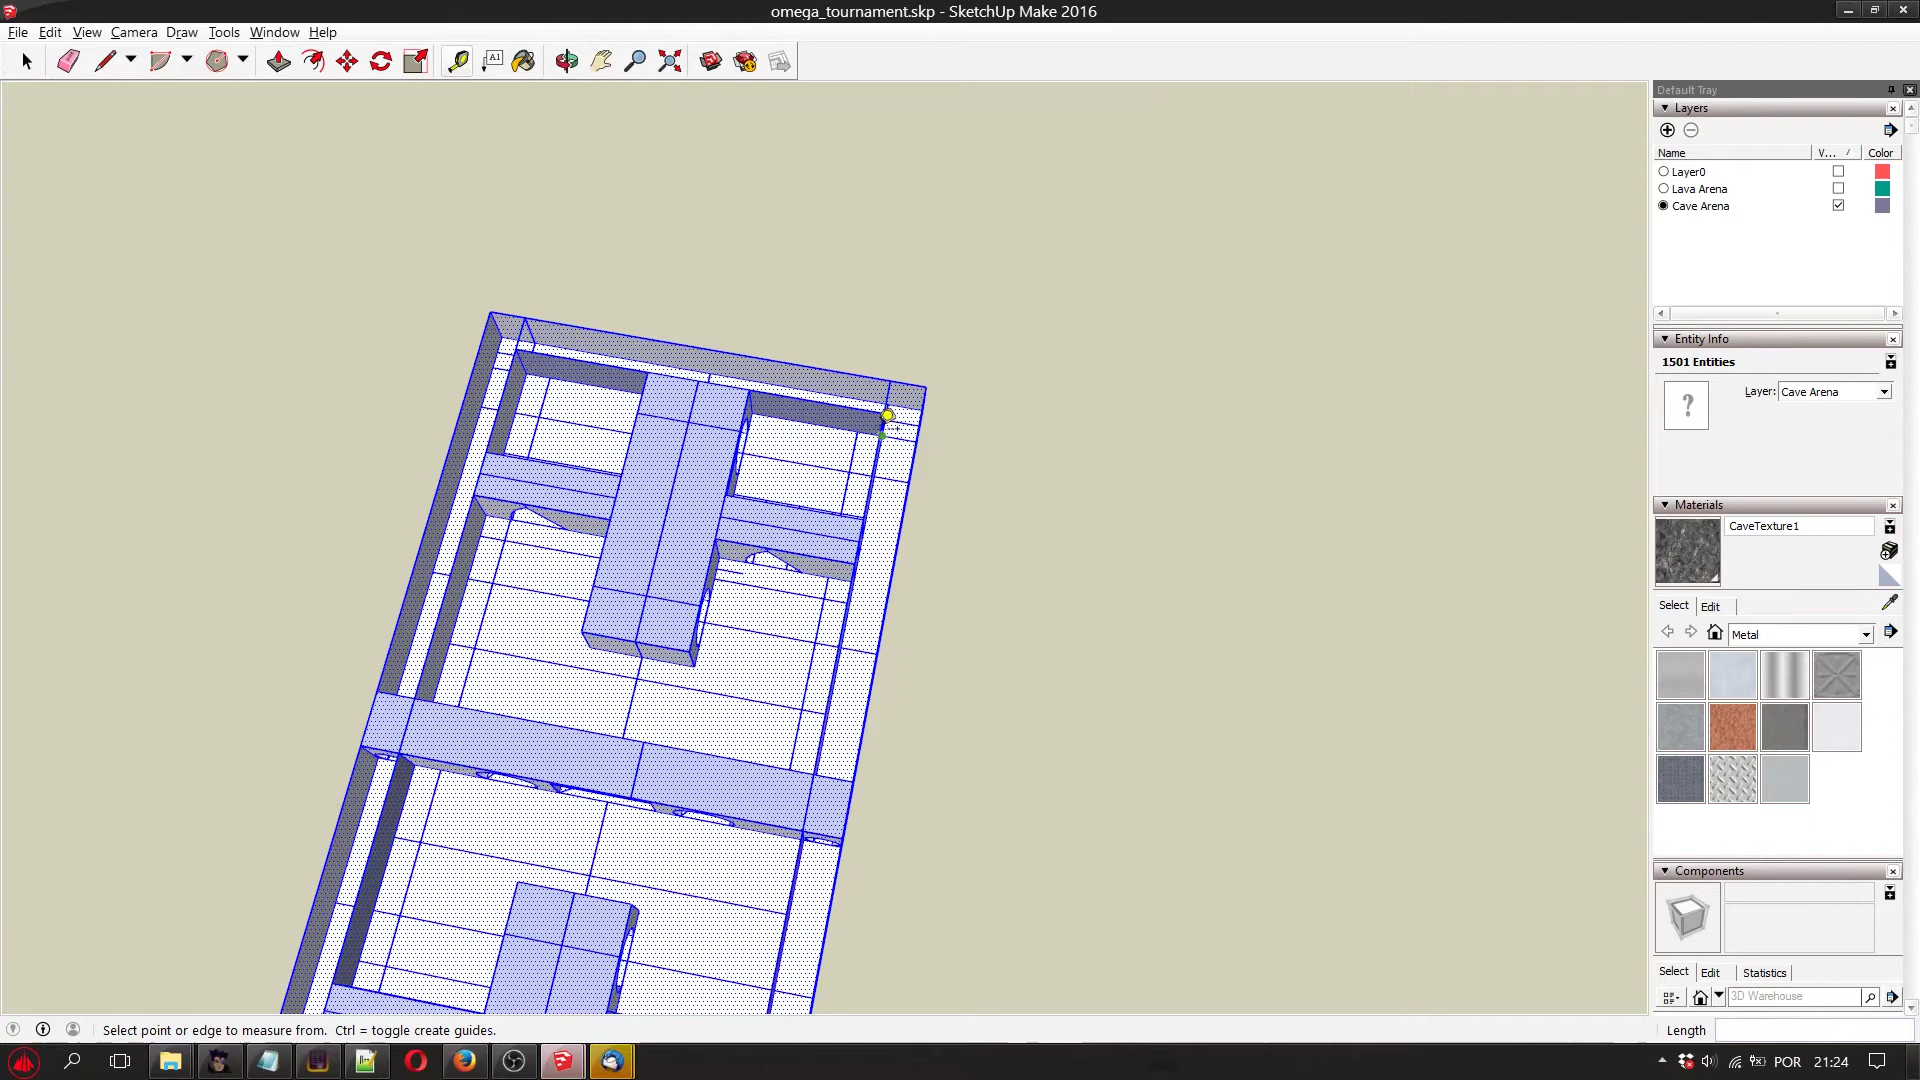 omega_tournament.skp - SketchUp Make 2016
File Edit View Camera Draw Tools Window Help
A1
Default Tray
Layers
Name V... / Color
Layer0
Lava Arena
Cave Arena
Entity Info
1501 Entities
Layer: Cave Arena
?
Materials
CaveTexture1
Select Edit
Metal
Components
Select Edit Statistics
3D Warehouse
Select point or edge to measure from. Ctrl = toggle create guides.
Length
POR 21:24